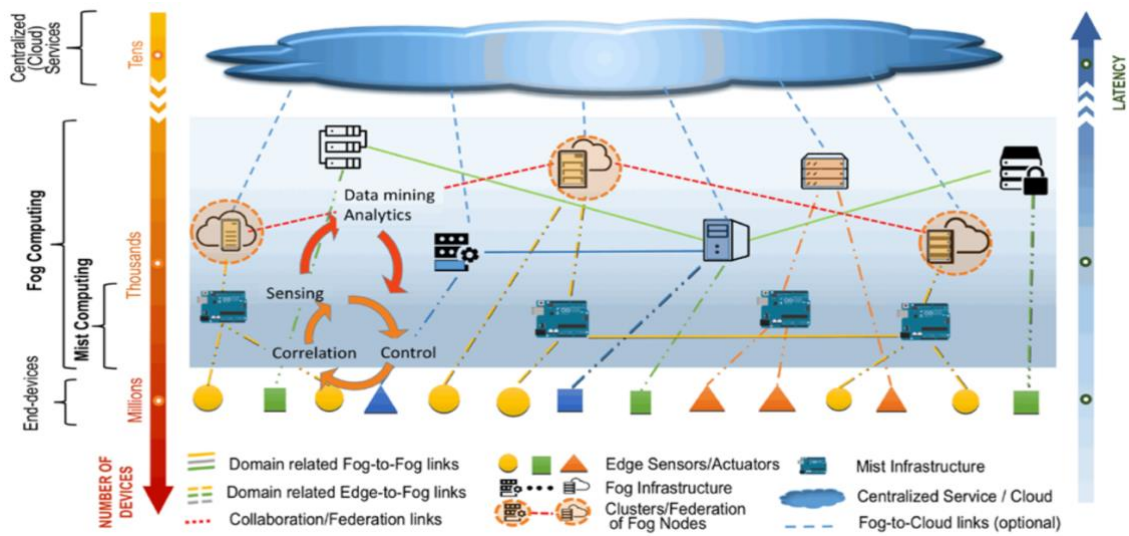 Centralized
(Cloud)
Services
Tens
LATENCY
Fog Computing
Thousands
Mist Computing
Data mining
Analytics
Sensing
Correlation
Control
End-devices
Millions
NUMBER OF
DEVICES
Domain related Fog-to-Fog links
Domain related Edge-to-Fog links
Collaboration/Federation links
Edge Sensors/Actuators
Fog Infrastructure
Clusters/Federation
of Fog Nodes
Mist Infrastructure
Centralized Service / Cloud
Fog-to-Cloud links (optional)